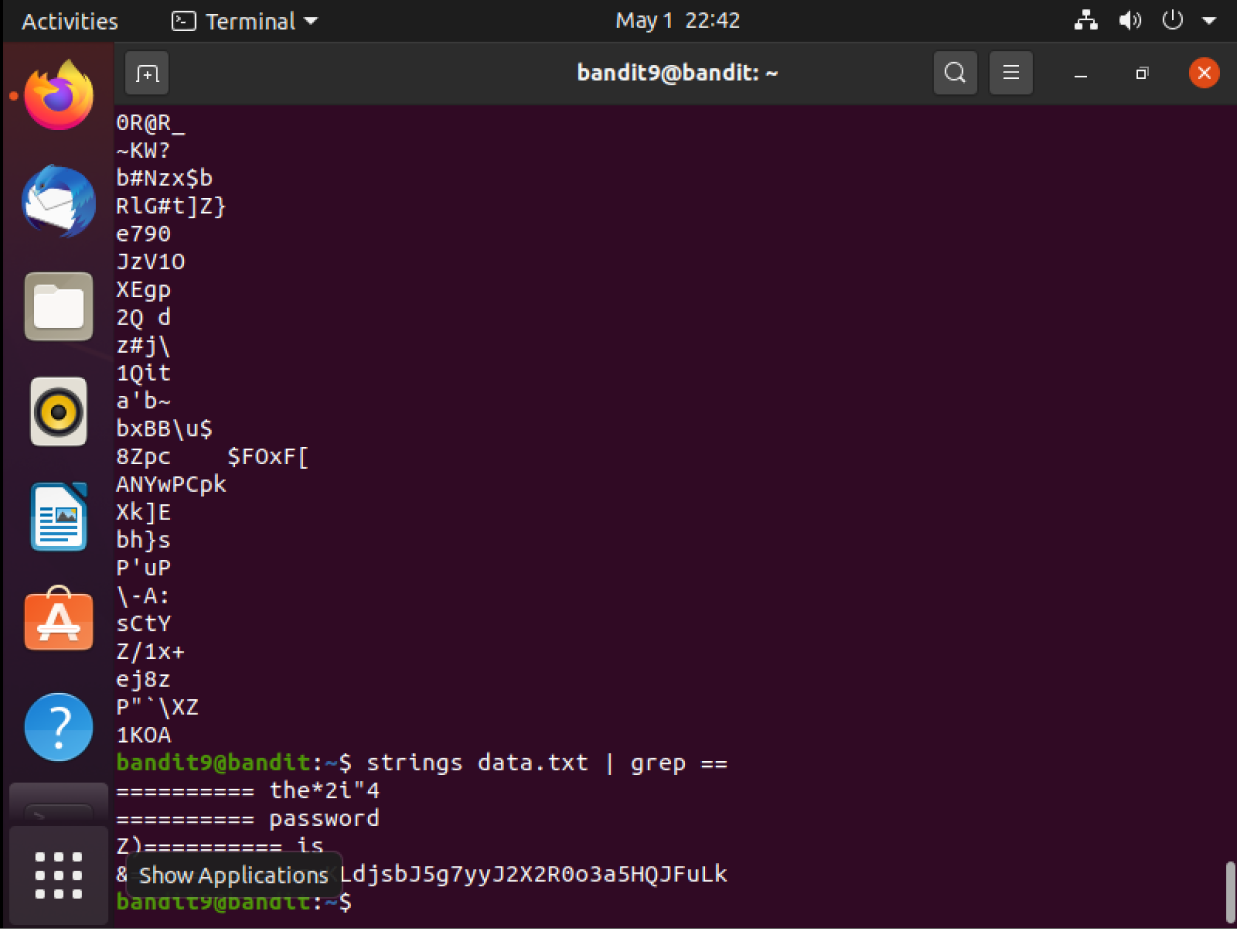 Activities Terminal May 1 22:42
bandit9@bandit: ~
0R@R_
~KW?
b#Nzx$b
RlG#t]Z}
e790
JzV1O
XEgp
2Q d
z#j\
1Qit
a'b~
bxBB\u$
8Zpc    $FOxF[
ANYwPCpk
Xk]E
bh}s
P'uP
\-A:
sCtY
Z/1x+
ej8z
P"`\XZ
1KOA
bandit9@bandit:~$ strings data.txt | grep ==
========== the*2i"4
========== password
Z)========== is
& LdjsbJ5g7yyJ2X2R0o3a5HQJFuLk
Show Applications
bandit9@bandit:~$